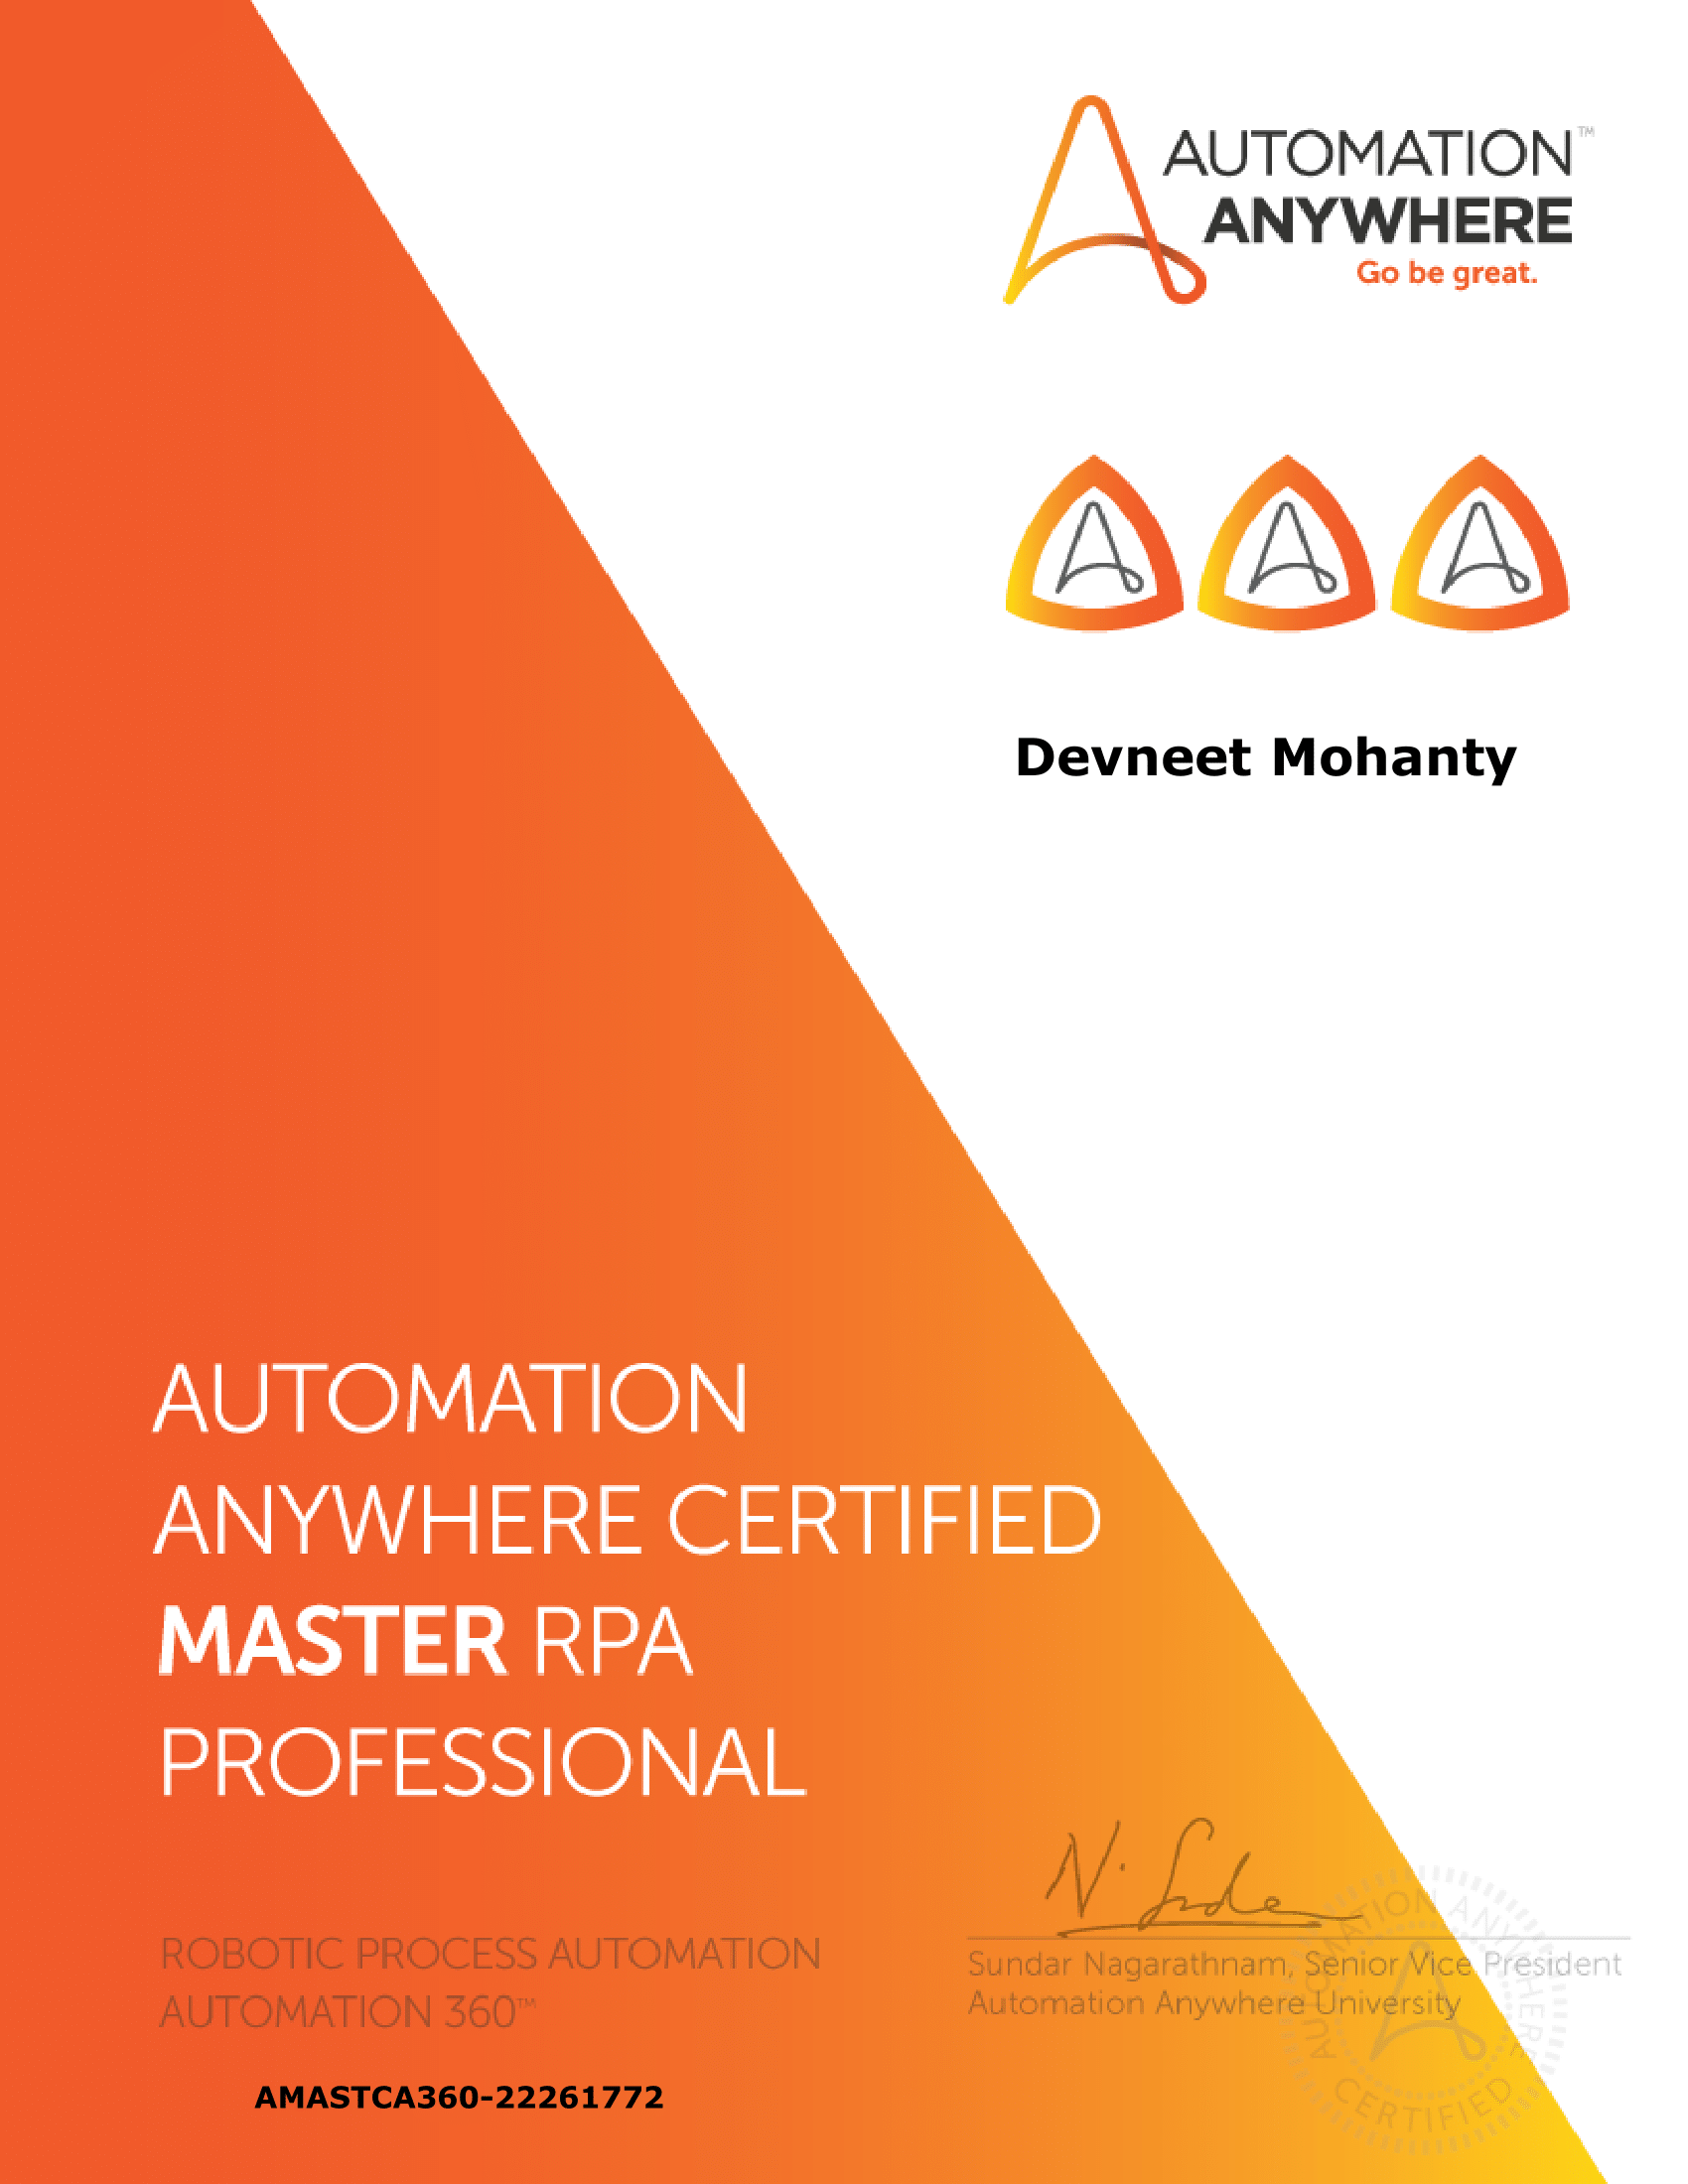 AUTOMATION™
ANYWHERE
Go be great.
Devneet Mohanty
AUTOMATION
ANYWHERE CERTIFIED
MASTER RPA
PROFESSIONAL
ROBOTIC PROCESS AUTOMATION
AUTOMATION 360™
AMASTCA360-22261772
N. Sunde
Sundar Nagarathnam, Senior Vice President
Automation Anywhere University
AUTOMATION ANYWHERE
CERTIFIED